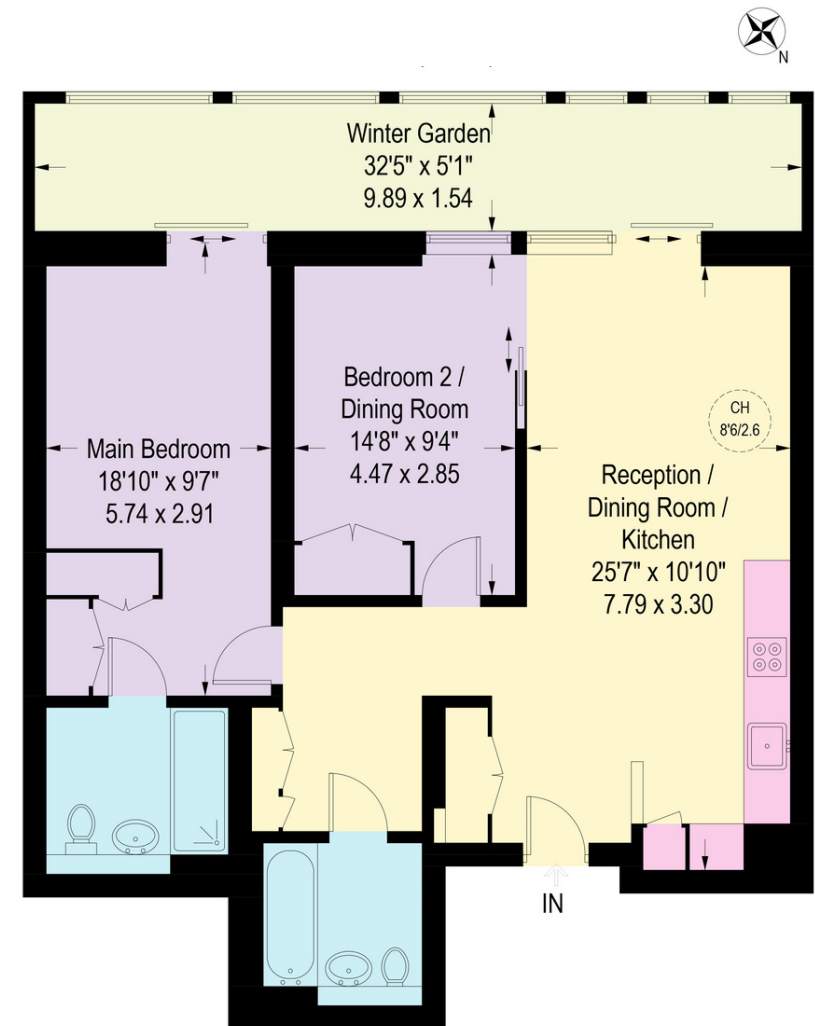 N
Winter Garden
32'5" x 5'1"
9.89 x 1.54
Bedroom 2 /
Dining Room
14'8" x 9'4"
4.47 x 2.85
CH
8'6/2.6
Main Bedroom
18'10" x 9'7"
5.74 x 2.91
Reception /
Dining Room /
Kitchen
25'7" x 10'10"
7.79 x 3.30
IN